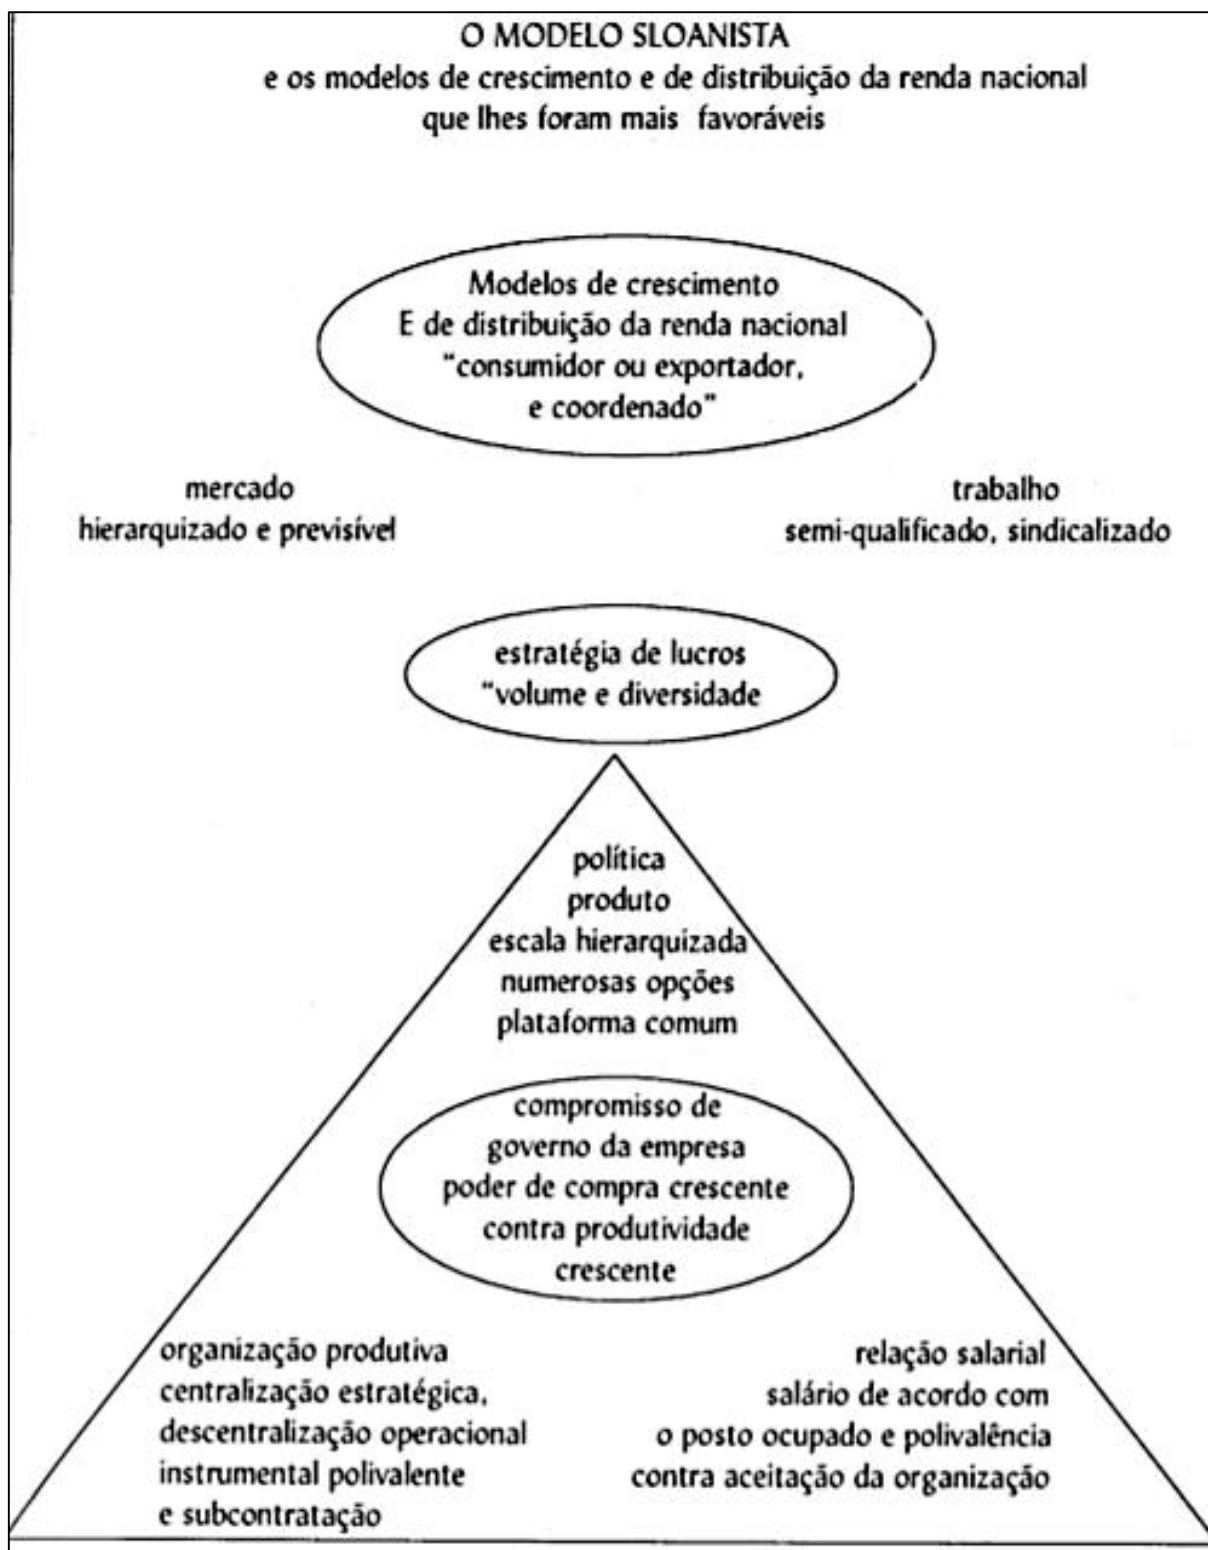 O MODELO SLOANISTA
e os modelos de crescimento e de distribuição da renda nacional
que lhes foram mais favoráveis
Modelos de crescimento
E de distribuição da renda nacional
"consumidor ou exportador,
e coordenado"
mercado
hierarquizado e previsível
trabalho
semi-qualificado, sindicalizado
estratégia de lucros
"volume e diversidade
política
produto
escala hierarquizada
numerosas opções
plataforma comum
compromisso de
governo da empresa
poder de compra crescente
contra produtividade
crescente
organização produtiva
centralização estratégica,
descentralização operacional
instrumental polivalente
e subcontratação
relação salarial
salário de acordo com
o posto ocupado e polivalência
contra aceitação da organização